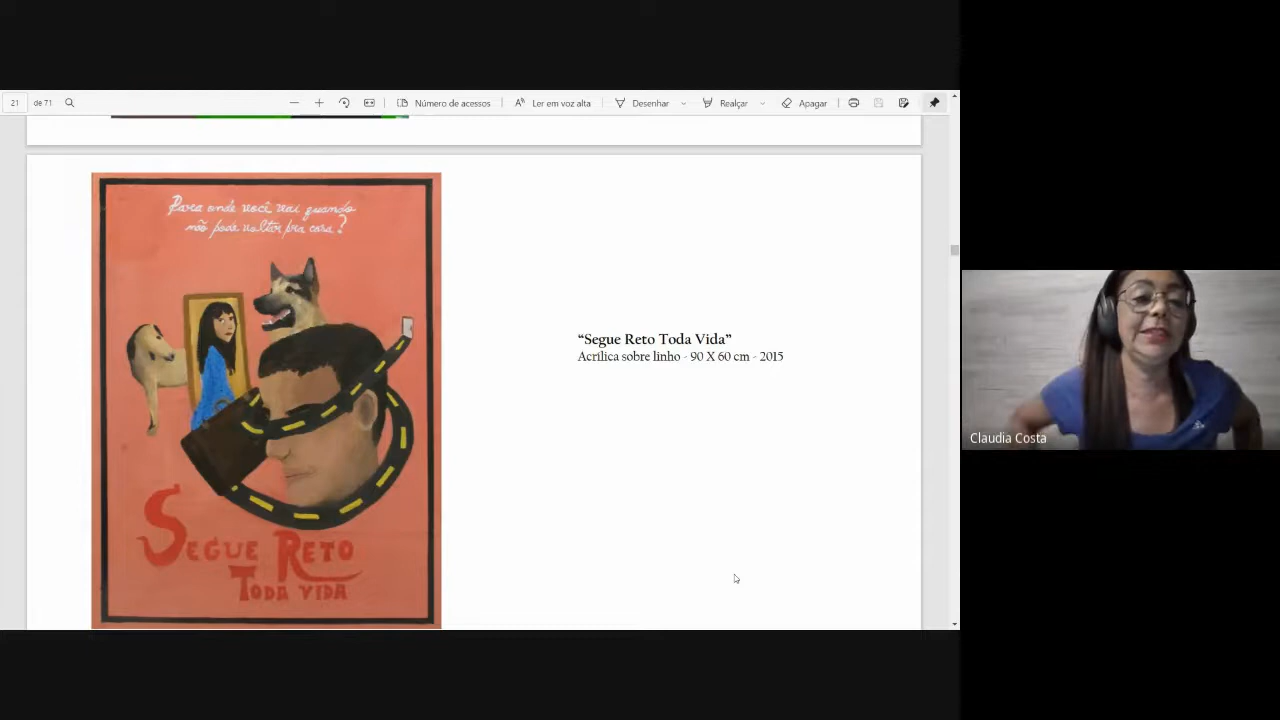 21 de 71
Número de acessos
Ler em voz alta
Desenhar
Realçar
Apagar
Para onde você vai quando
não pode voltar pra casa?
SEGUE RETO
TODA VIDA
“Segue Reto Toda Vida”
Acrílica sobre linho - 90 X 60 cm - 2015
Claudia Costa